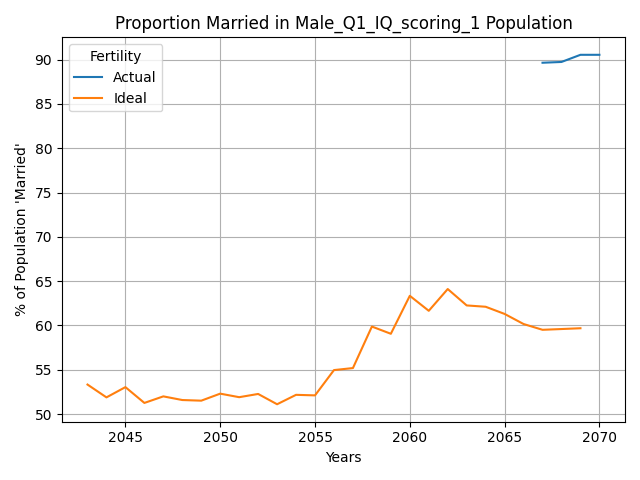 Proportion Married in Male_Q1_IQ_scoring_1 Population
Fertility
Actual
Ideal
% of Population 'Married'
90
85
80
75
70
65
60
55
50
2045
2050
2055
2060
2065
2070
Years